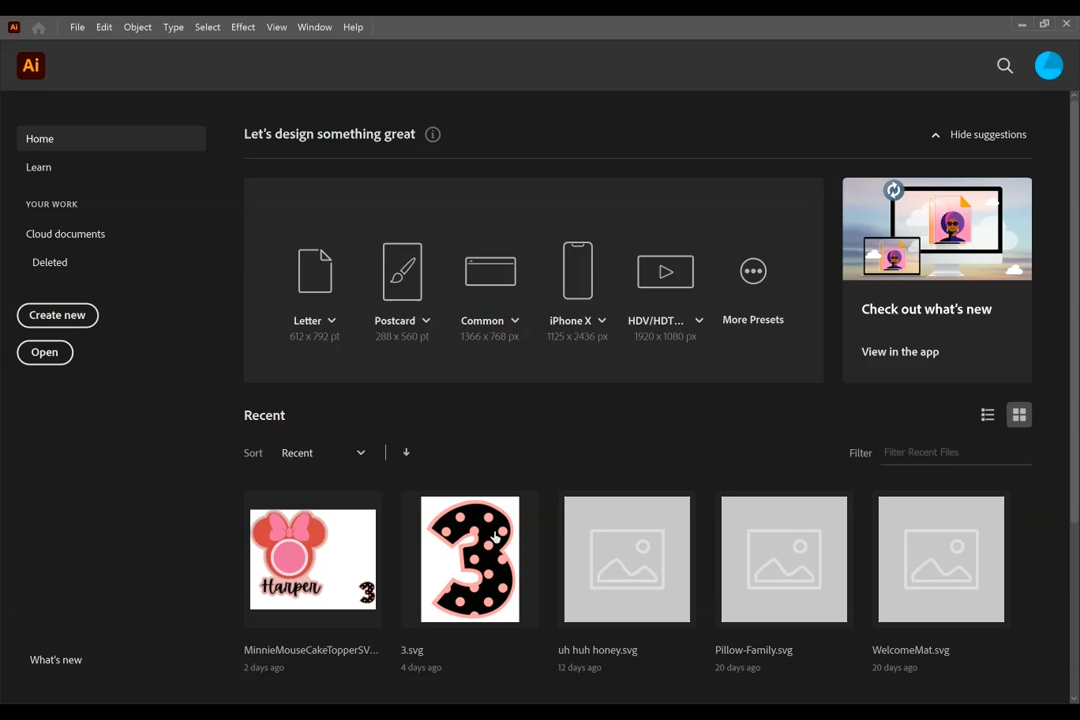 Ai File Edit Object Type Select Effect View Window Help
Ai
Home
Learn
YOUR WORK
Cloud documents
Deleted
Create new
Open
What's new
Let's design something great
Hide suggestions
Letter
612 x 792 pt
Postcard
288 x 560 pt
Common
1366 x 768 px
iPhone X
1125 x 2436 px
HDV/HDT...
1920 x 1080 px
More Presets
Check out what's new
View in the app
Recent
Sort Recent
Filter Filter Recent Files
Harper
3
3
MinnieMouseCakeTopperSV...
2 days ago
3.svg
4 days ago
uh huh honey.svg
12 days ago
Pillow-Family.svg
20 days ago
WelcomeMat.svg
20 days ago